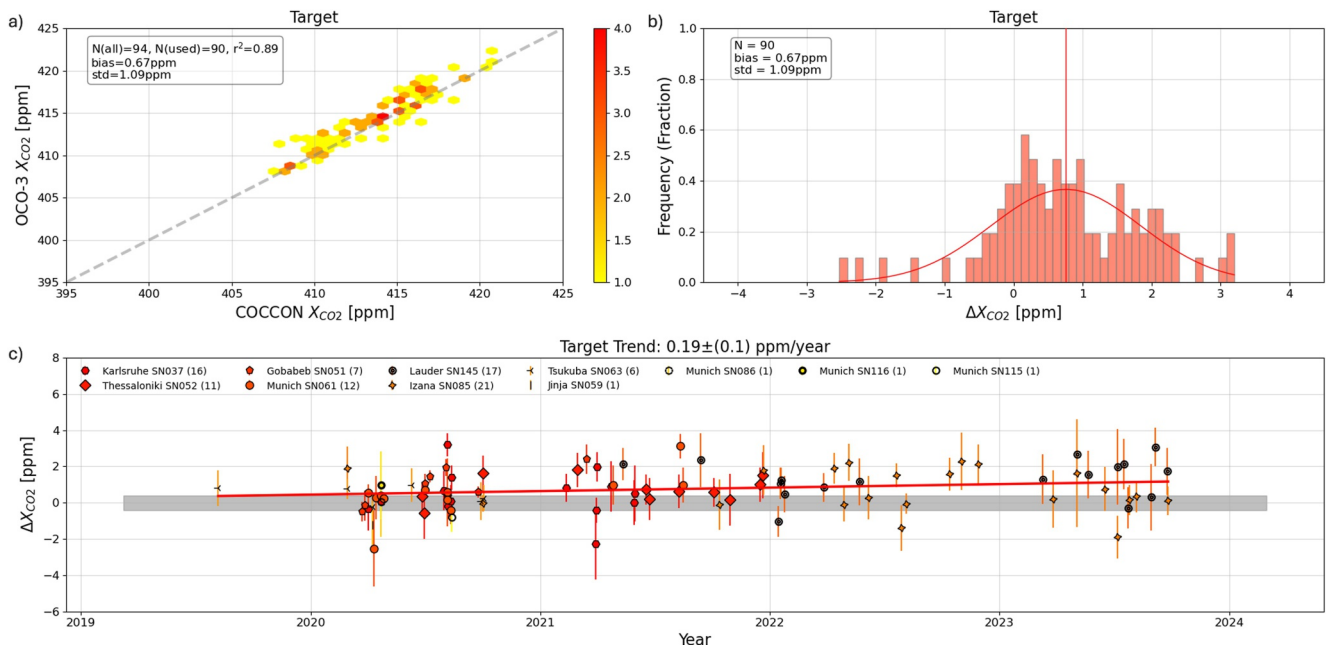 a)
Target
N(all)=94, N(used)=90, r²=0.89
bias=0.67ppm
std=1.09ppm
OCO-3 X_CO2 [ppm]
425
420
415
410
405
400
395
395 400 405 410 415 420 425
COCCON X_CO2 [ppm]
4.0
3.5
3.0
2.5
2.0
1.5
1.0
b)
Target
N = 90
bias = 0.67ppm
std = 1.09ppm
Frequency (Fraction)
1.0
0.8
0.6
0.4
0.2
0.0
−4 −3 −2 −1 0 1 2 3 4
ΔX_CO2 [ppm]
c)
Target Trend: 0.19±(0.1) ppm/year
Karlsruhe SN037 (16) Gobabeb SN051 (7) Lauder SN145 (17) Tsukuba SN063 (6) Munich SN086 (1) Munich SN116 (1) Munich SN115 (1)
Thessaloniki SN052 (11) Munich SN061 (12) Izana SN085 (21) Jinja SN059 (1)
ΔX_CO2 [ppm]
8
6
4
2
0
−2
−4
−6
2019 2020 2021 2022 2023 2024
Year